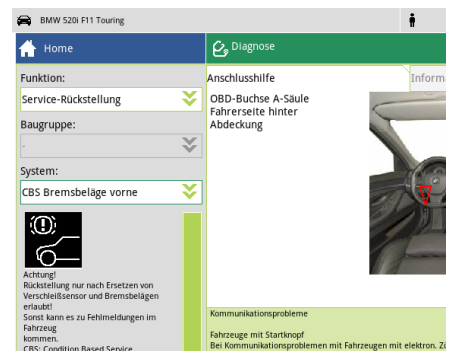 BMW 520i F11 Touring
Home
Diagnose
Funktion:
Service-Rückstellung
Baugruppe:
-
System:
CBS Bremsbeläge vorne
Achtung!
Rückstellung nur nach Ersetzen von
Verschleißsensor und Bremsbelägen
erlaubt!
Sonst kann es zu Fehlmeldungen im
Fahrzeug
kommen.
CBS: Condition Based Service
Anschlusshilfe
Inform
OBD-Buchse A-Säule
Fahrerseite hinter
Abdeckung
Kommunikationsprobleme
Fahrzeuge mit Startknopf
Bei Kommunikationsproblemen mit Fahrzeugen mit elektron. Zü